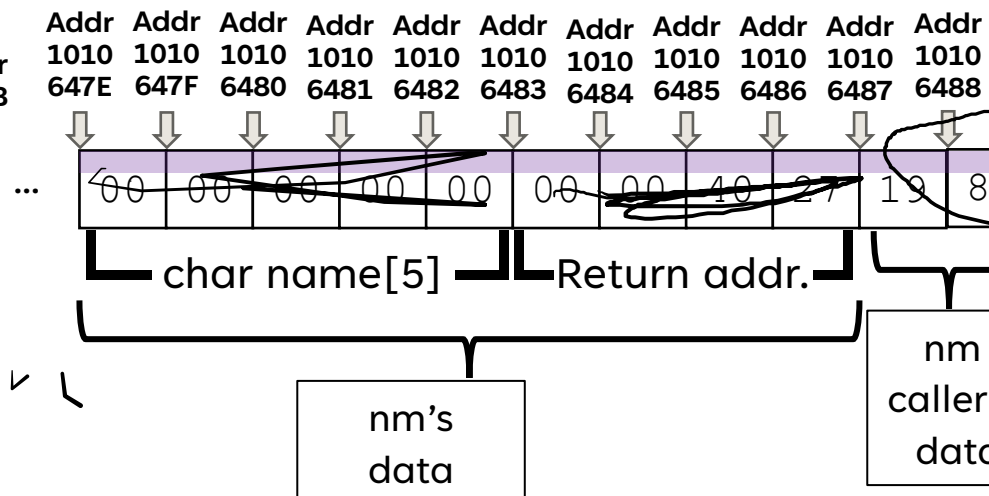 Addr Addr Addr Addr Addr Addr Addr Addr Addr Addr Addr
1010 1010 1010 1010 1010 1010 1010 1010 1010 1010 1010
647E 647F 6480 6481 6482 6483 6484 6485 6486 6487 6488
... 00 00 00 00 00 00 00 40 27 19 8
char name[5] Return addr.
nm's
data
nm
caller
data